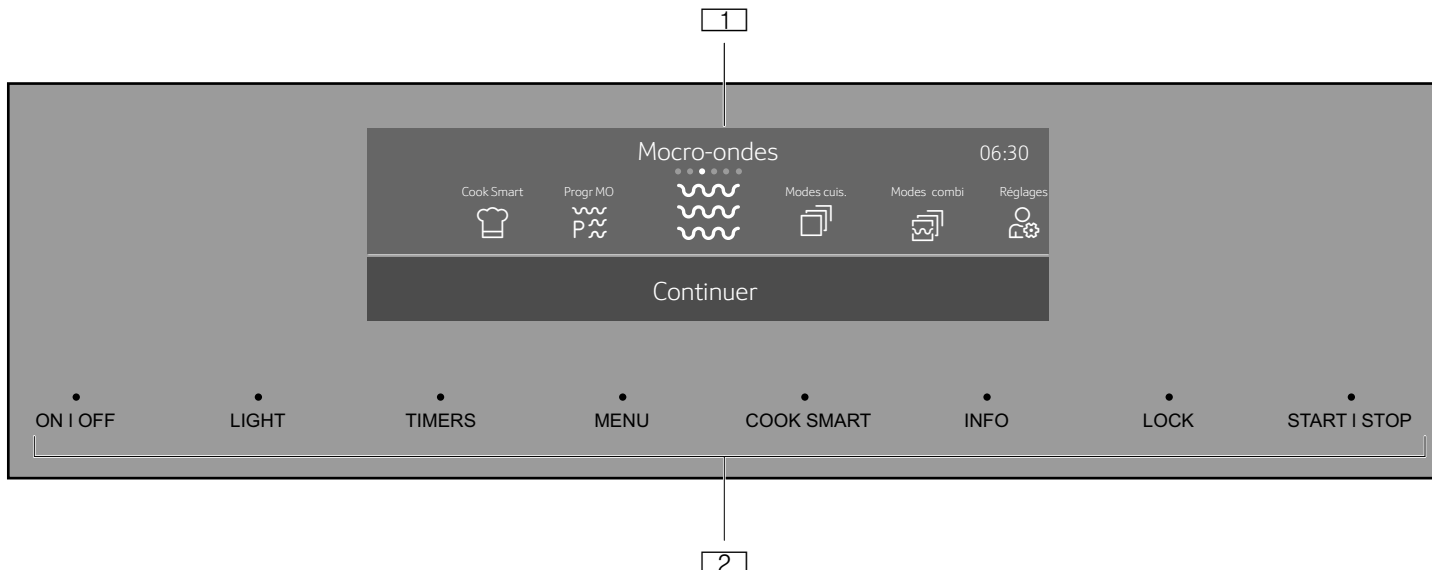 1
Mocro-ondes 06:30
Cook Smart Progr MO Modes cuis. Modes combi Réglages
P
Continuer
ON I OFF LIGHT TIMERS MENU COOK SMART INFO LOCK START I STOP
2